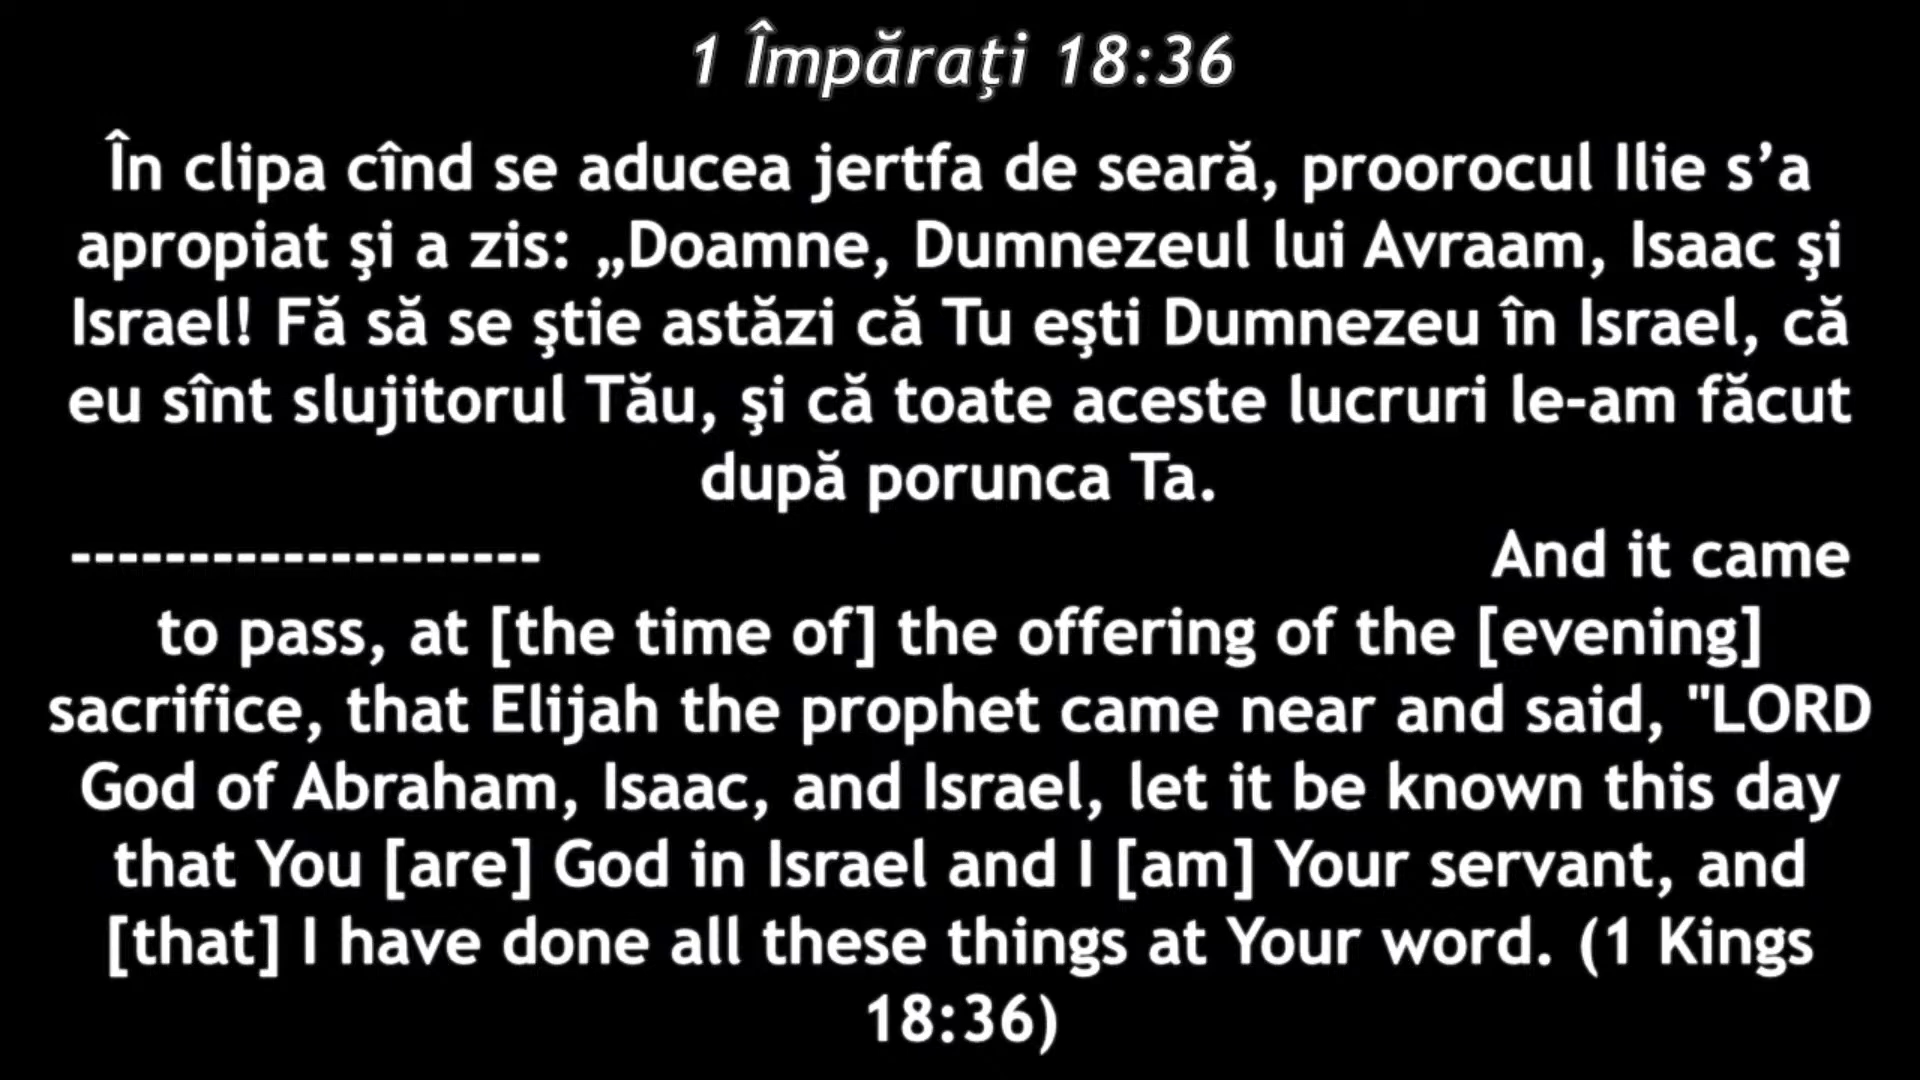 1 Împăraţi 18:36
În clipa cînd se aducea jertfa de seară, proorocul Ilie s’a
apropiat şi a zis: „Doamne, Dumnezeul lui Avraam, Isaac şi
Israel! Fă să se ştie astăzi că Tu eşti Dumnezeu în Israel, că
eu sînt slujitorul Tău, şi că toate aceste lucruri le-am făcut
după porunca Ta.
-------------------- And it came
to pass, at [the time of] the offering of the [evening]
sacrifice, that Elijah the prophet came near and said, "LORD
God of Abraham, Isaac, and Israel, let it be known this day
that You [are] God in Israel and I [am] Your servant, and
[that] I have done all these things at Your word. (1 Kings
18:36)